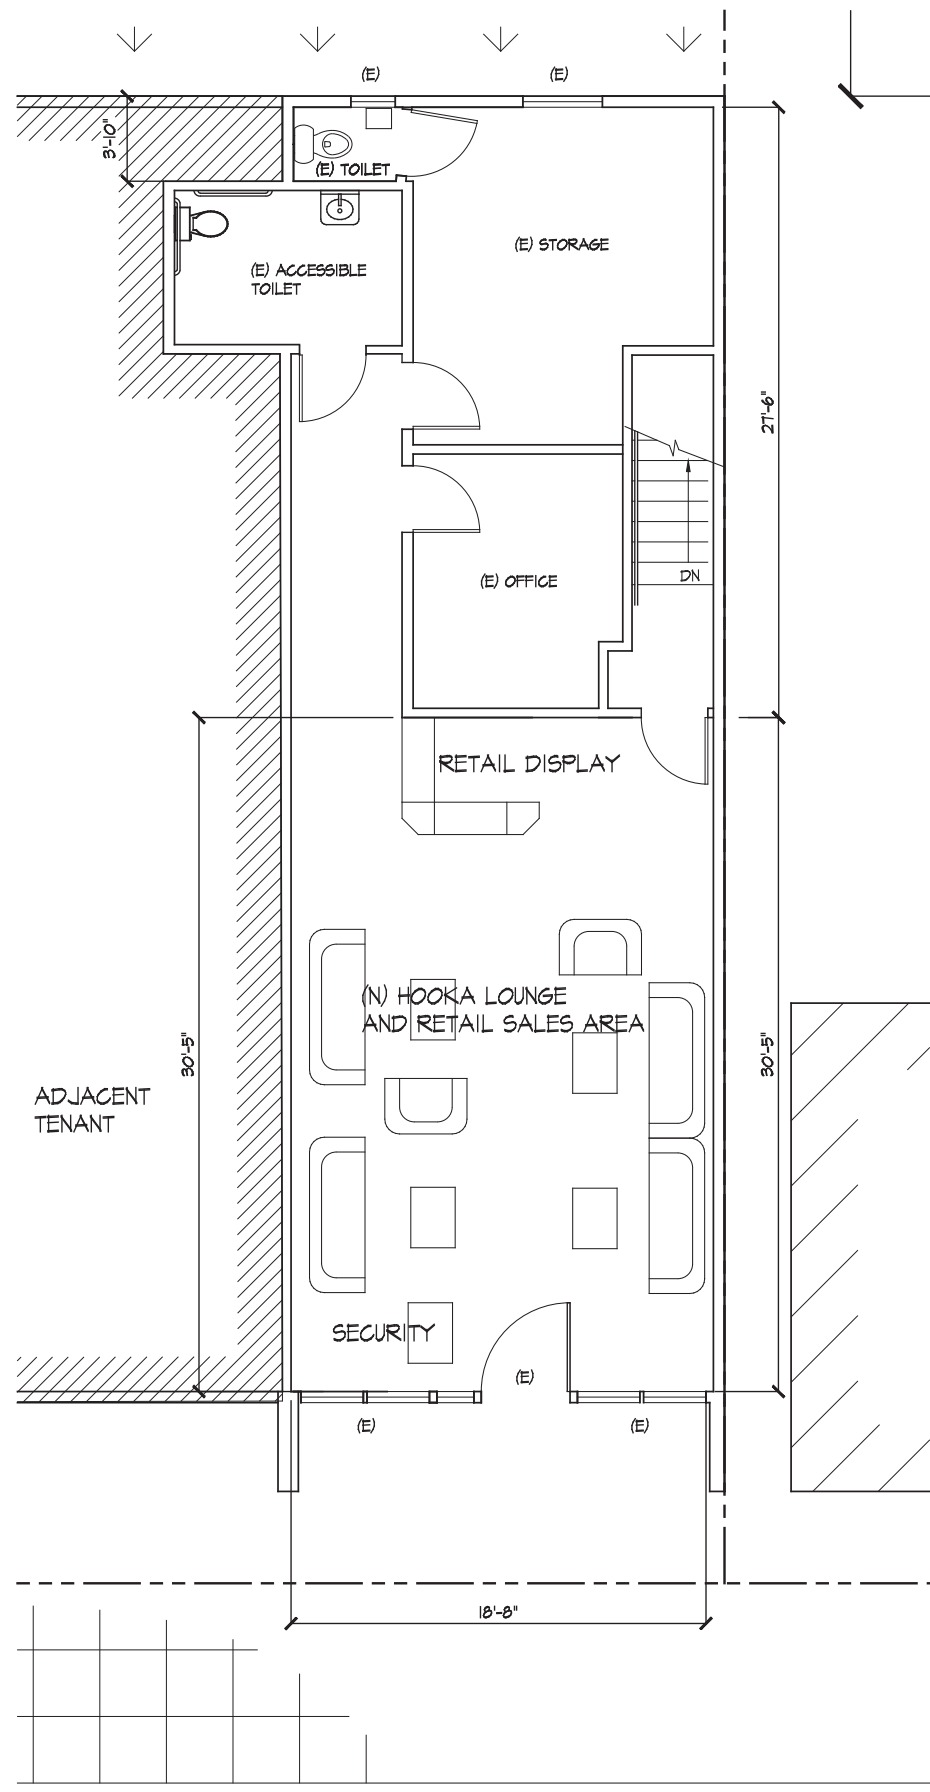 (E)
(E)
3'-10"
(E) TOILET
(E) STORAGE
(E) ACCESSIBLE
TOILET
27'-6"
(E) OFFICE
DN
RETAIL DISPLAY
(N) HOOKA LOUNGE
AND RETAIL SALES AREA
30'-5"
30'-5"
ADJACENT
TENANT
SECURITY
(E)
(E)
(E)
18'-8"